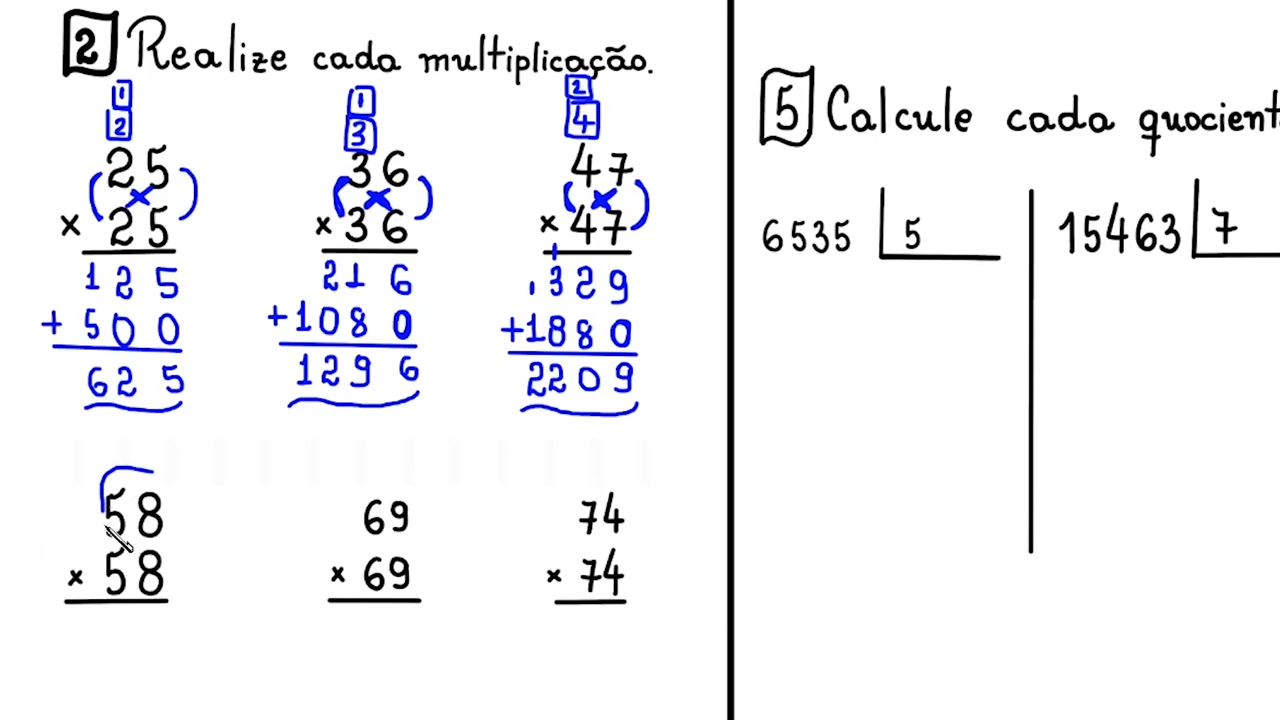 2 Realize cada multiplicação.
1 1 2
2 3 4
25 36 47
× 25 × 36 × 47
125 216 329
+ 500 +1080 +1880
625 1296 2209
58 69 74
× 58 × 69 × 74
5 Calcule cada quocient
6535 5 15463 7